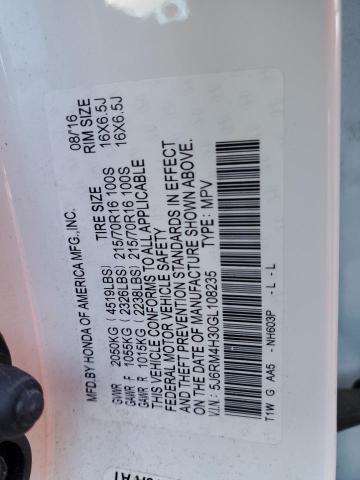 MFD.BY HONDA OF AMERICA MFG.,INC. 08/16
TIRE SIZE RIM SIZE
GVWR 2050KG (4519LBS)
GAWR F 1055KG (2326LBS) 215/70R16 100S 16X6.5J
GAWR R 1015KG (2238LBS) 215/70R16 100S 16X6.5J
THIS VEHICLE CONFORMS TO ALL APPLICABLE
FEDERAL MOTOR VEHICLE SAFETY
AND THEFT PREVENTION STANDARDS IN EFFECT
ON THE DATE OF MANUFACTURE SHOWN ABOVE.
V.I.N: 5J6RM4H30GL108235 TYPE: MPV
T1W G AA5 - NH603P - L - L